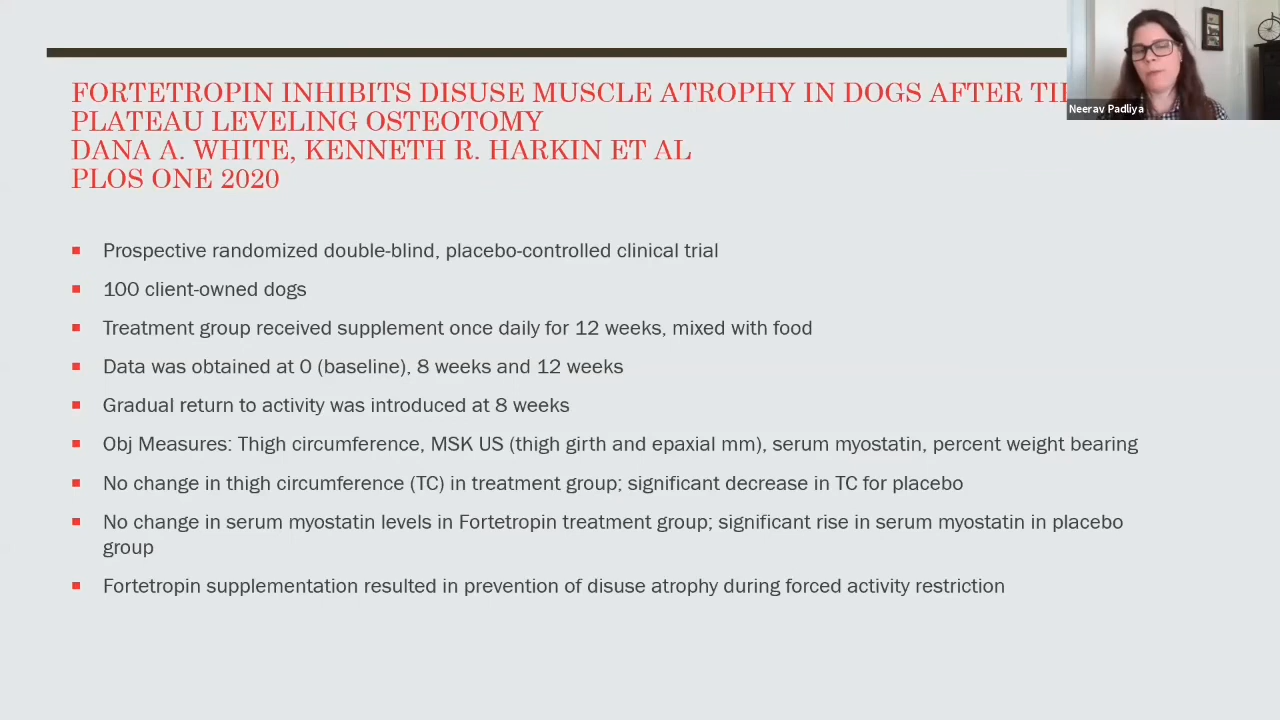 FORTETROPIN INHIBITS DISUSE MUSCLE ATROPHY IN DOGS AFTER
PLATEAU LEVELING OSTEOTOMY
DANA A. WHITE, KENNETH R. HARKIN ET AL
PLOS ONE 2020
Neerav Padliya
Prospective randomized double-blind, placebo-controlled clinical trial
100 client-owned dogs
Treatment group received supplement once daily for 12 weeks, mixed with food
Data was obtained at 0 (baseline), 8 weeks and 12 weeks
Gradual return to activity was introduced at 8 weeks
Obj Measures: Thigh circumference, MSK US (thigh girth and epaxial mm), serum myostatin, percent weight bearing
No change in thigh circumference (TC) in treatment group; significant decrease in TC for placebo
No change in serum myostatin levels in Fortetropin treatment group; significant rise in serum myostatin in placebo
group
Fortetropin supplementation resulted in prevention of disuse atrophy during forced activity restriction